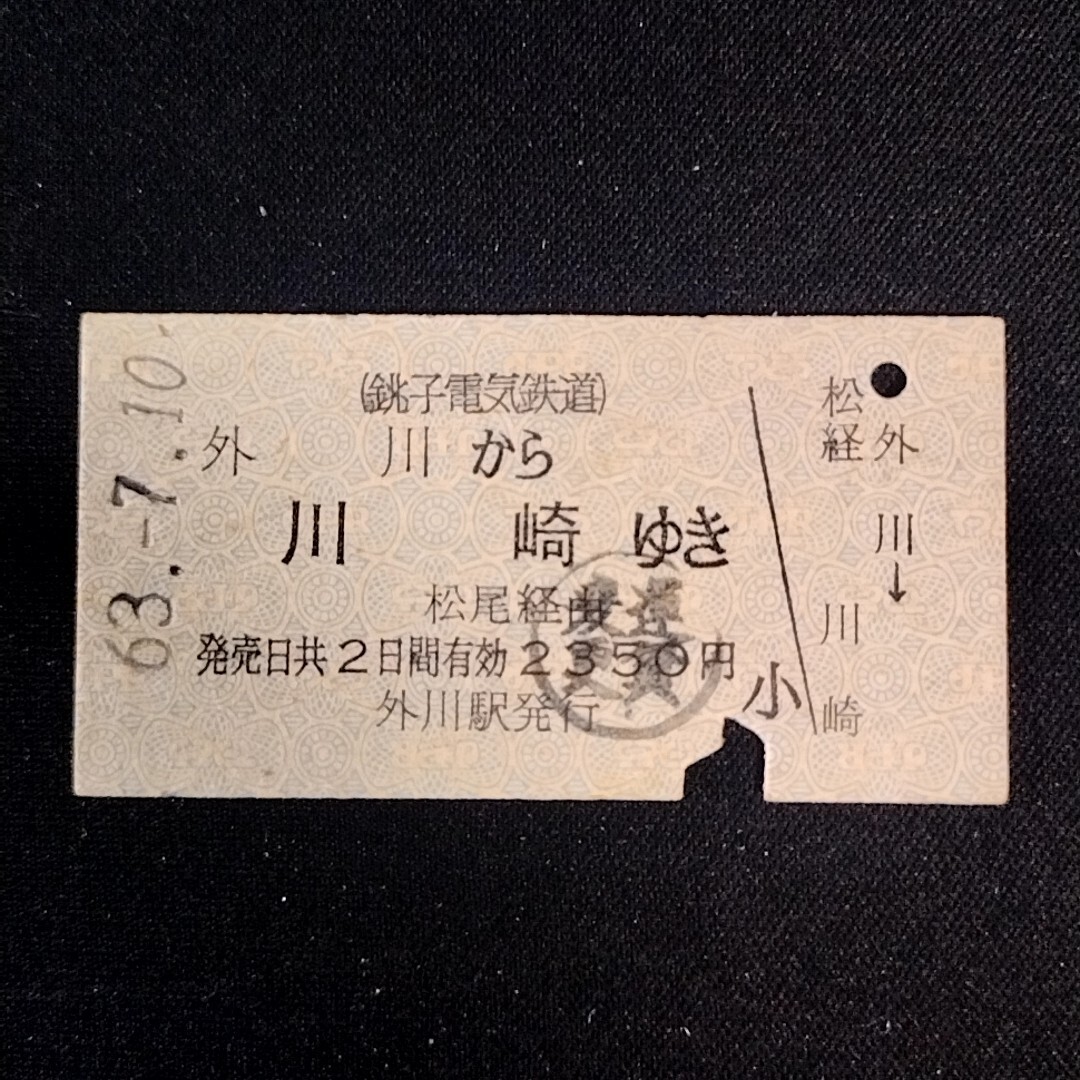 63.-7.10.
(銚子電気鉄道)
外川から
川崎ゆき
松尾経由
発売日共2日間有効 2350円
外川駅発行
小
松経
外川→川崎